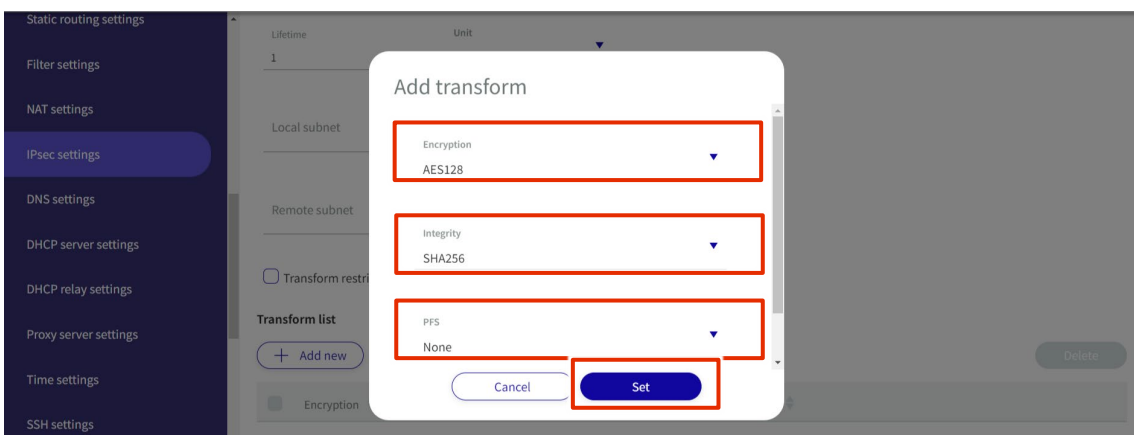 Static routing settings
Filter settings
NAT settings
IPsec settings
DNS settings
DHCP server settings
DHCP relay settings
Proxy server settings
Time settings
SSH settings
Lifetime
Unit
1
Local subnet
Remote subnet
Transform restri
Transform list
+ Add new
Delete
Encryption
Add transform
Encryption
AES128
Integrity
SHA256
PFS
None
Cancel
Set